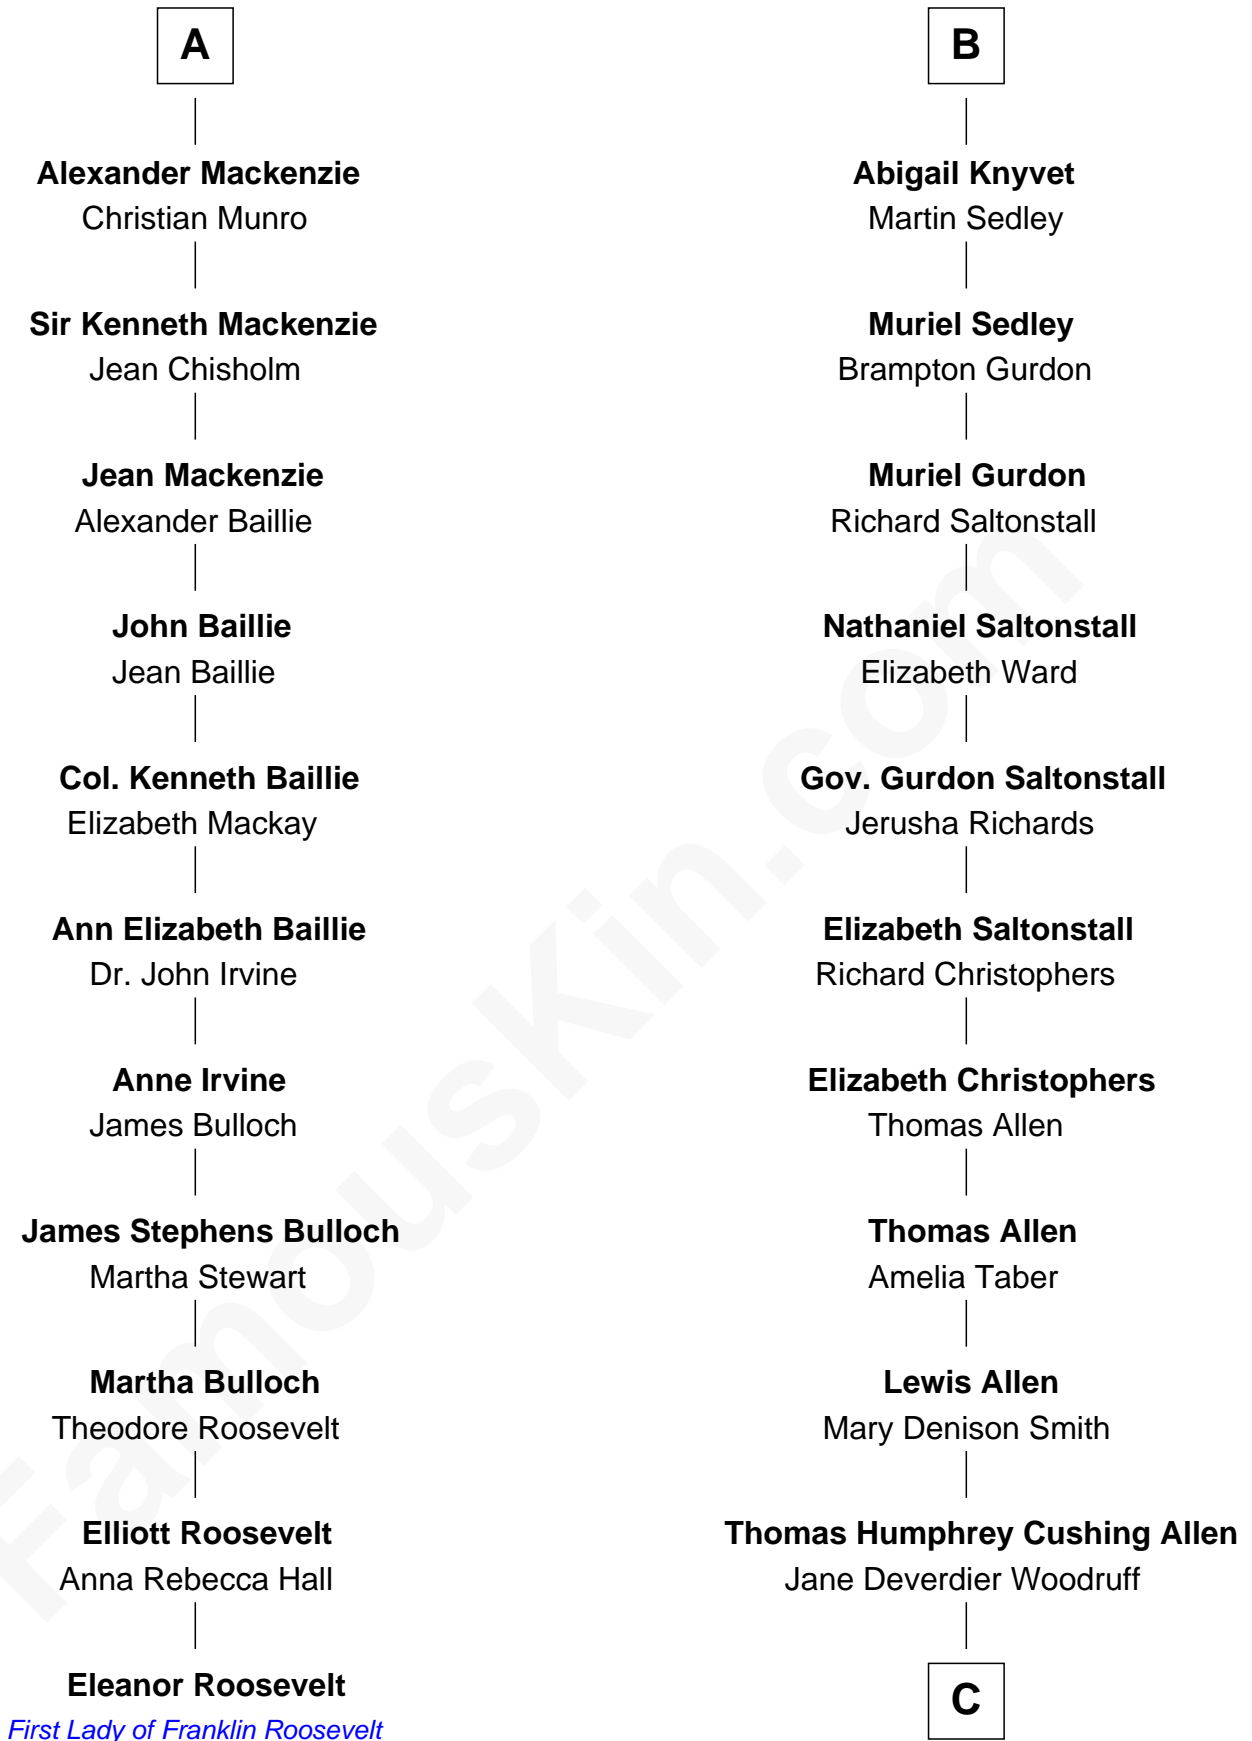 A
Alexander Mackenzie
Christian Munro
Sir Kenneth Mackenzie
Jean Chisholm
Jean Mackenzie
Alexander Baillie
John Baillie
Jean Baillie
Col. Kenneth Baillie
Elizabeth Mackay
Ann Elizabeth Baillie
Dr. John Irvine
Anne Irvine
James Bulloch
James Stephens Bulloch
Martha Stewart
Martha Bulloch
Theodore Roosevelt
Elliott Roosevelt
Anna Rebecca Hall
Eleanor Roosevelt
First Lady of Franklin Roosevelt
B
Abigail Knyvet
Martin Sedley
Muriel Sedley
Brampton Gurdon
Muriel Gurdon
Richard Saltonstall
Nathaniel Saltonstall
Elizabeth Ward
Gov. Gurdon Saltonstall
Jerusha Richards
Elizabeth Saltonstall
Richard Christophers
Elizabeth Christophers
Thomas Allen
Thomas Allen
Amelia Taber
Lewis Allen
Mary Denison Smith
Thomas Humphrey Cushing Allen
Jane Deverdier Woodruff
C
FamousKin.com